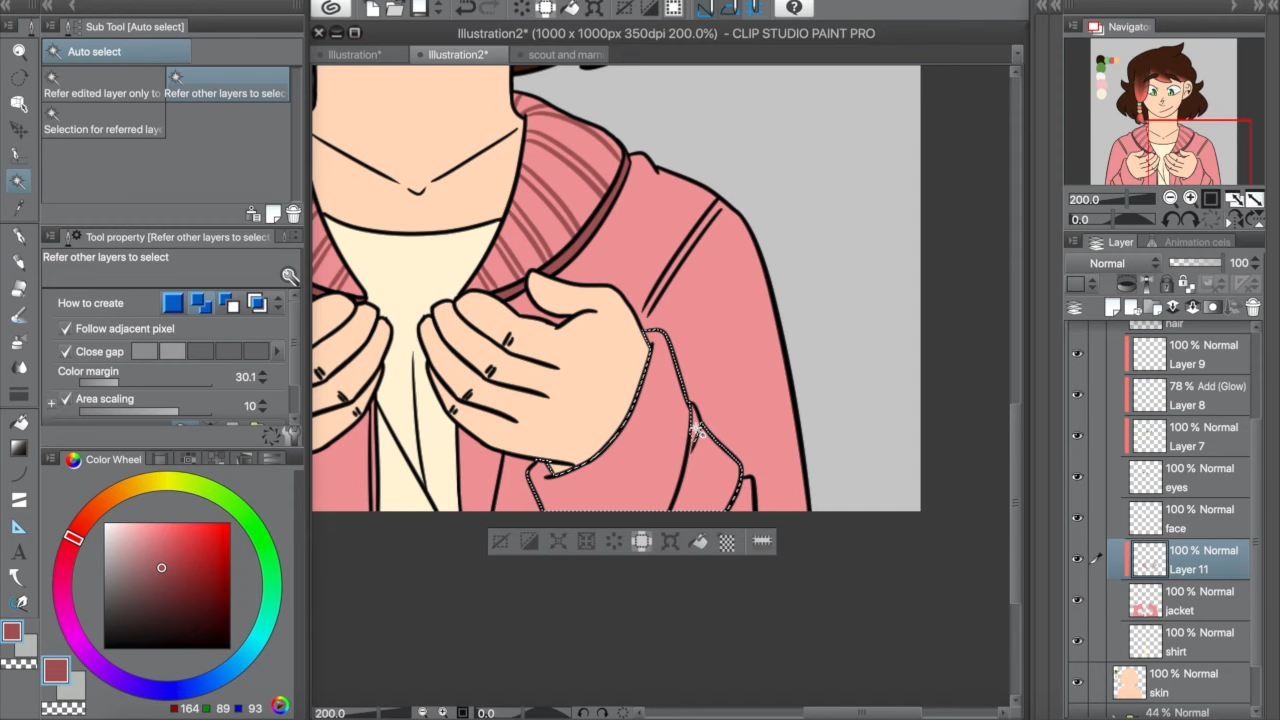 Illustration2* (1000 x 1000px 350dpi 200.0%) - CLIP STUDIO PAINT PRO
Illustration*
Illustration2*
scout and mam
Sub Tool [Auto select]
Auto select
Refer edited layer only to
Refer other layers to selec
Selection for referred laye
Tool property [Refer other layers to select
Refer other layers to select
How to create
Follow adjacent pixel
Close gap
Color margin
30.1
Area scaling
10
Color Wheel
164 89 93
200.0
0.0
Navigator
200.0
0.0
Layer
Animation cels
Normal
100
hair
100 % Normal
Layer 9
78 % Add (Glow)
Layer 8
100 % Normal
Layer 7
100 % Normal
eyes
100 % Normal
face
100 % Normal
Layer 11
100 % Normal
jacket
100 % Normal
shirt
100 % Normal
skin
44 % Normal
A
?